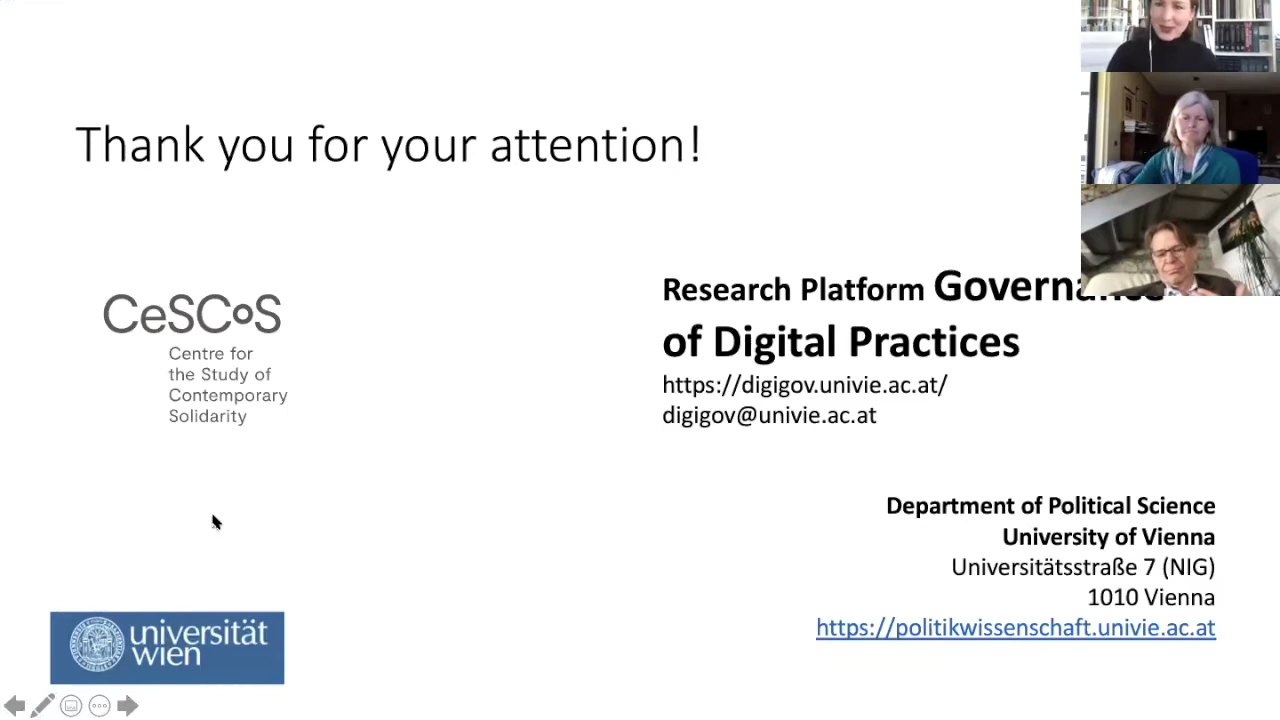 Thank you for your attention!
CeSCoS
Centre for
the Study of
Contemporary
Solidarity
Research Platform Governance
of Digital Practices
https://digigov.univie.ac.at/
digigov@univie.ac.at
Department of Political Science
University of Vienna
Universitätsstraße 7 (NIG)
1010 Vienna
https://politikwissenschaft.univie.ac.at
universität
wien